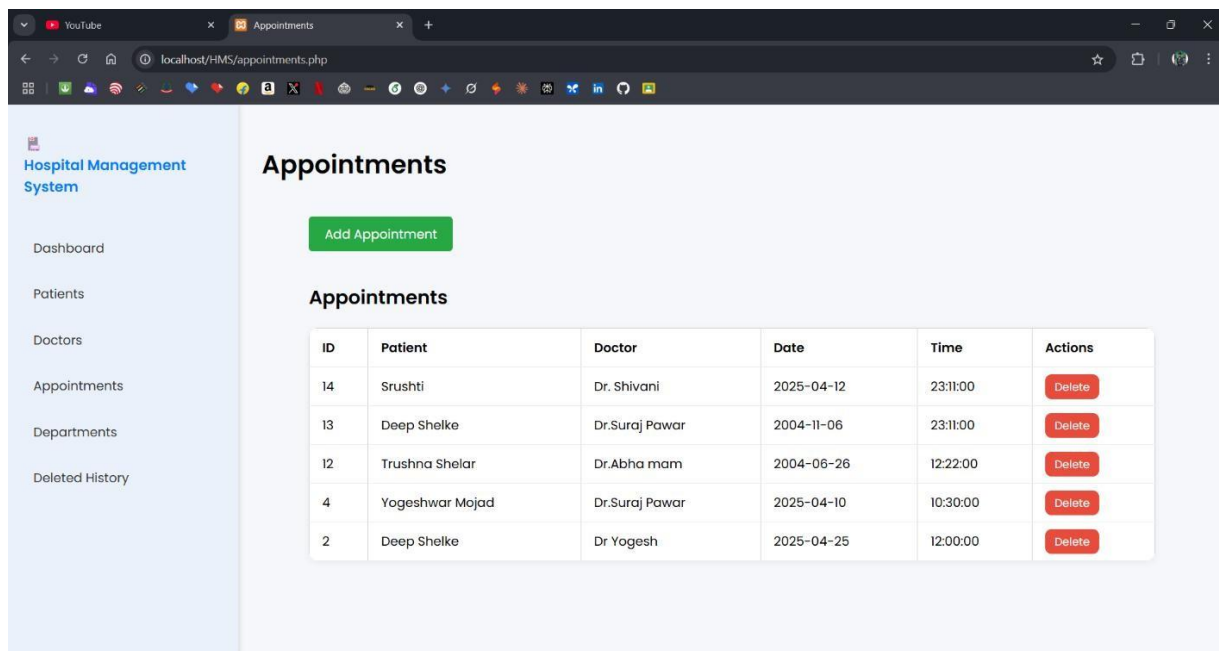 YouTube
Appointments
localhost/HMS/appointments.php
Hospital Management
System
Dashboard
Patients
Doctors
Appointments
Departments
Deleted History
Appointments
Add Appointment
Appointments
ID Patient Doctor Date Time Actions
14 Srushti Dr. Shivani 2025-04-12 23:11:00 Delete
13 Deep Shelke Dr.Suraj Pawar 2004-11-06 23:11:00 Delete
12 Trushna Shelar Dr.Abha mam 2004-06-26 12:22:00 Delete
4 Yogeshwar Mojad Dr.Suraj Pawar 2025-04-10 10:30:00 Delete
2 Deep Shelke Dr Yogesh 2025-04-25 12:00:00 Delete